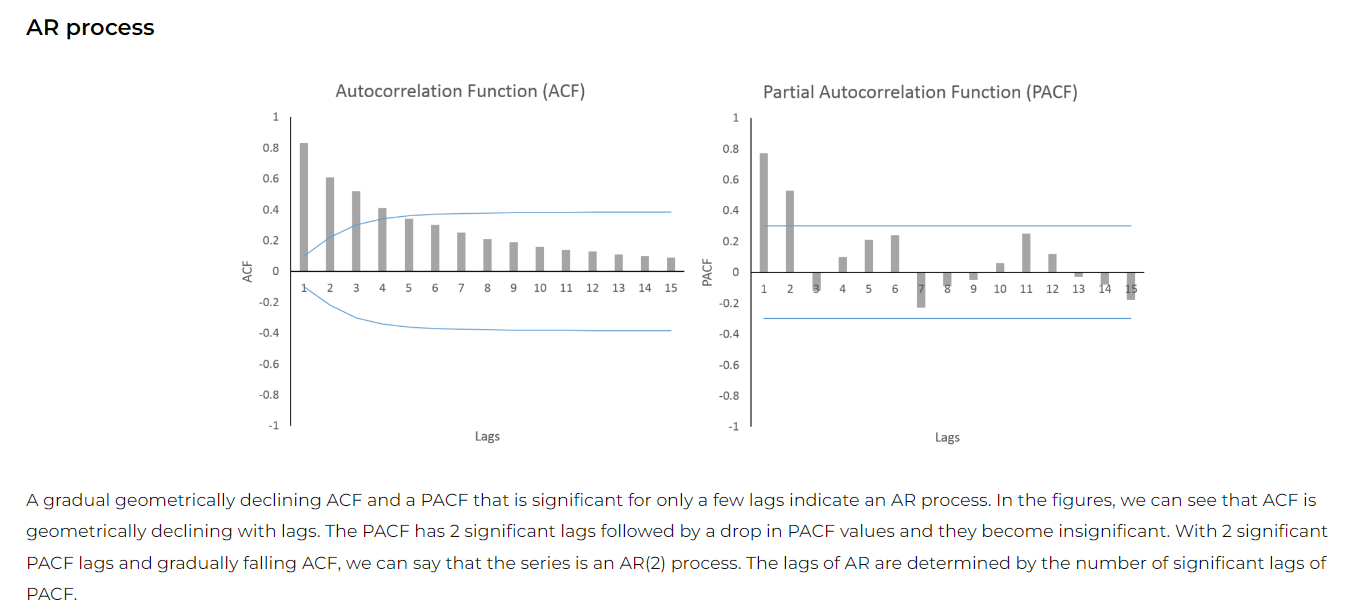 AR process
Autocorrelation Function (ACF)
1
0.8
0.6
0.4
0.2
0
-0.2
-0.4
-0.6
-0.8
-1
ACF
1 2 3 4 5 6 7 8 9 10 11 12 13 14 15
Lags
Partial Autocorrelation Function (PACF)
1
0.8
0.6
0.4
0.2
0
-0.2
-0.4
-0.6
-0.8
-1
PACF
1 2 3 4 5 6 7 8 9 10 11 12 13 14 15
Lags
A gradual geometrically declining ACF and a PACF that is significant for only a few lags indicate an AR process. In the figures, we can see that ACF is
geometrically declining with lags. The PACF has 2 significant lags followed by a drop in PACF values and they become insignificant. With 2 significant
PACF lags and gradually falling ACF, we can say that the series is an AR(2) process. The lags of AR are determined by the number of significant lags of
PACF.